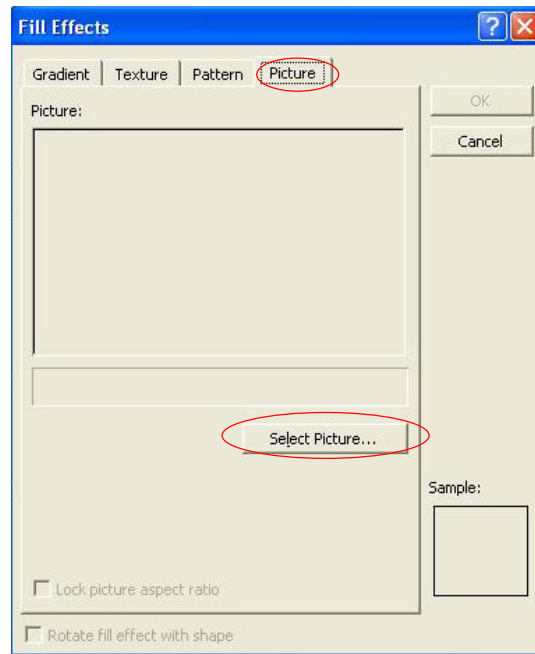 Fill Effects
Gradient Texture Pattern Picture
OK
Picture:
Cancel
Select Picture...
Sample:
Lock picture aspect ratio
Rotate fill effect with shape